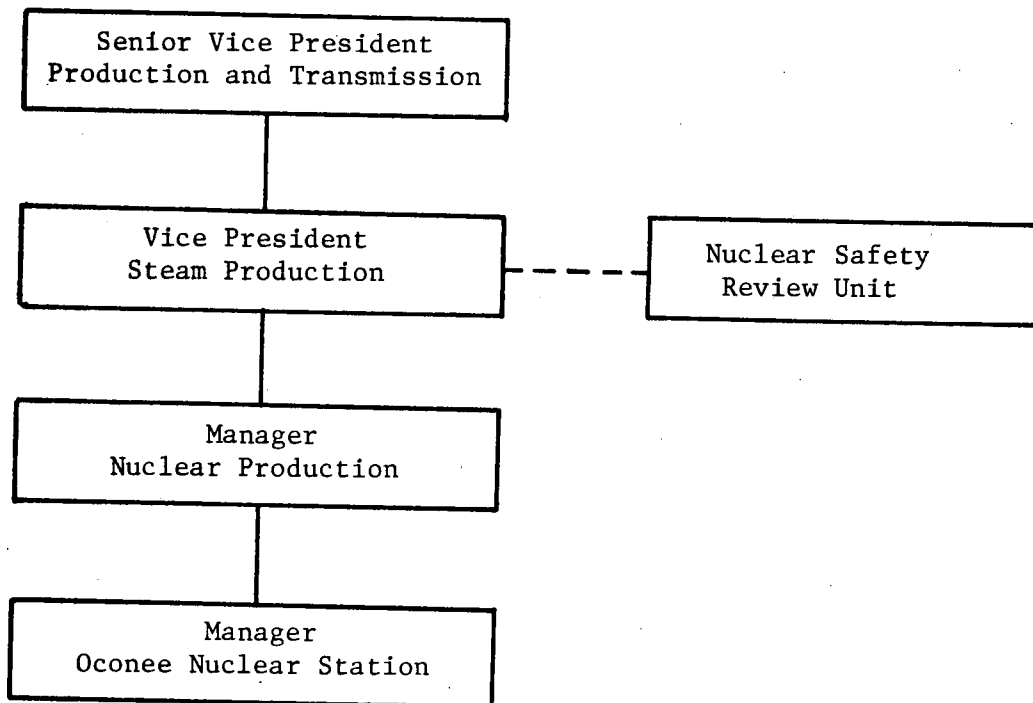 Senior Vice President
Production and Transmission
Vice President
Steam Production
Nuclear Safety
Review Unit
Manager
Nuclear Production
Manager
Oconee Nuclear Station